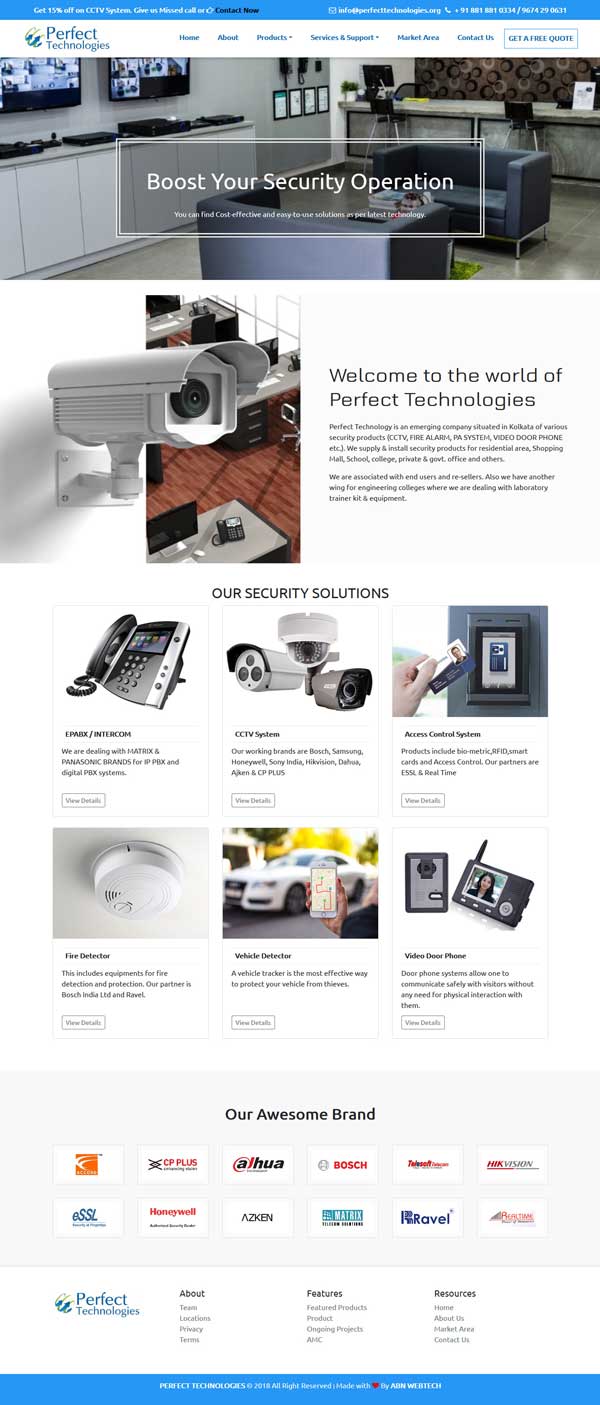 Get 15% off on CCTV System. Give us Missed call or Contact Now
info@perfecttechnologies.org + 91 881 881 0334 / 9674 29 0631
Perfect
Technologies
Home About Products Services & Support Market Area Contact Us GET A FREE QUOTE
Boost Your Security Operation
You can find Cost-effective and easy-to-use solutions as per latest technology.
Welcome to the world of
Perfect Technologies
Perfect Technology is an emerging company situated in Kolkata of various
security products (CCTV, FIRE ALARM, PA SYSTEM, VIDEO DOOR PHONE
etc.). We supply & install security products for residential area, Shopping
Mall, School, college, private & govt. office and others.
We are associated with end users and re-sellers. Also we have another
wing for engineering colleges where we are dealing with laboratory
trainer kit & equipment.
OUR SECURITY SOLUTIONS
EPABX / INTERCOM
We are dealing with MATRIX &
PANASONIC BRANDS for IP PBX and
digital PBX systems.
View Details
CCTV System
Our working brands are Bosch, Samsung,
Honeywell, Sony India, Hikvision, Dahua,
Ajken & CP PLUS
View Details
Access Control System
Products include bio-metric,RFID,smart
cards and Access Control. Our partners are
ESSL & Real Time
View Details
Fire Detector
This includes equipments for fire
detection and protection. Our partner is
Bosch India Ltd and Ravel.
View Details
Vehicle Detector
A vehicle tracker is the most effective way
to protect your vehicle from thieves.
View Details
Video Door Phone
Door phone systems allow one to
communicate safely with visitors without
any need for physical interaction with
them.
View Details
Our Awesome Brand
CP PLUS
alhua
BOSCH
Telesoft Telecom
HIKVISION
eSSL
Honeywell
Authorised Security Dealer
AZKEN
MATRIX
TELECOM SOLUTIONS
Ravel
REALTIME
Perfect
Technologies
About
Team
Locations
Privacy
Terms
Features
Featured Products
Product
Ongoing Projects
AMC
Resources
Home
About Us
Market Area
Contact Us
PERFECT TECHNOLOGIES © 2018 All Right Reserved | Made with ❤ By ABN WEBTECH